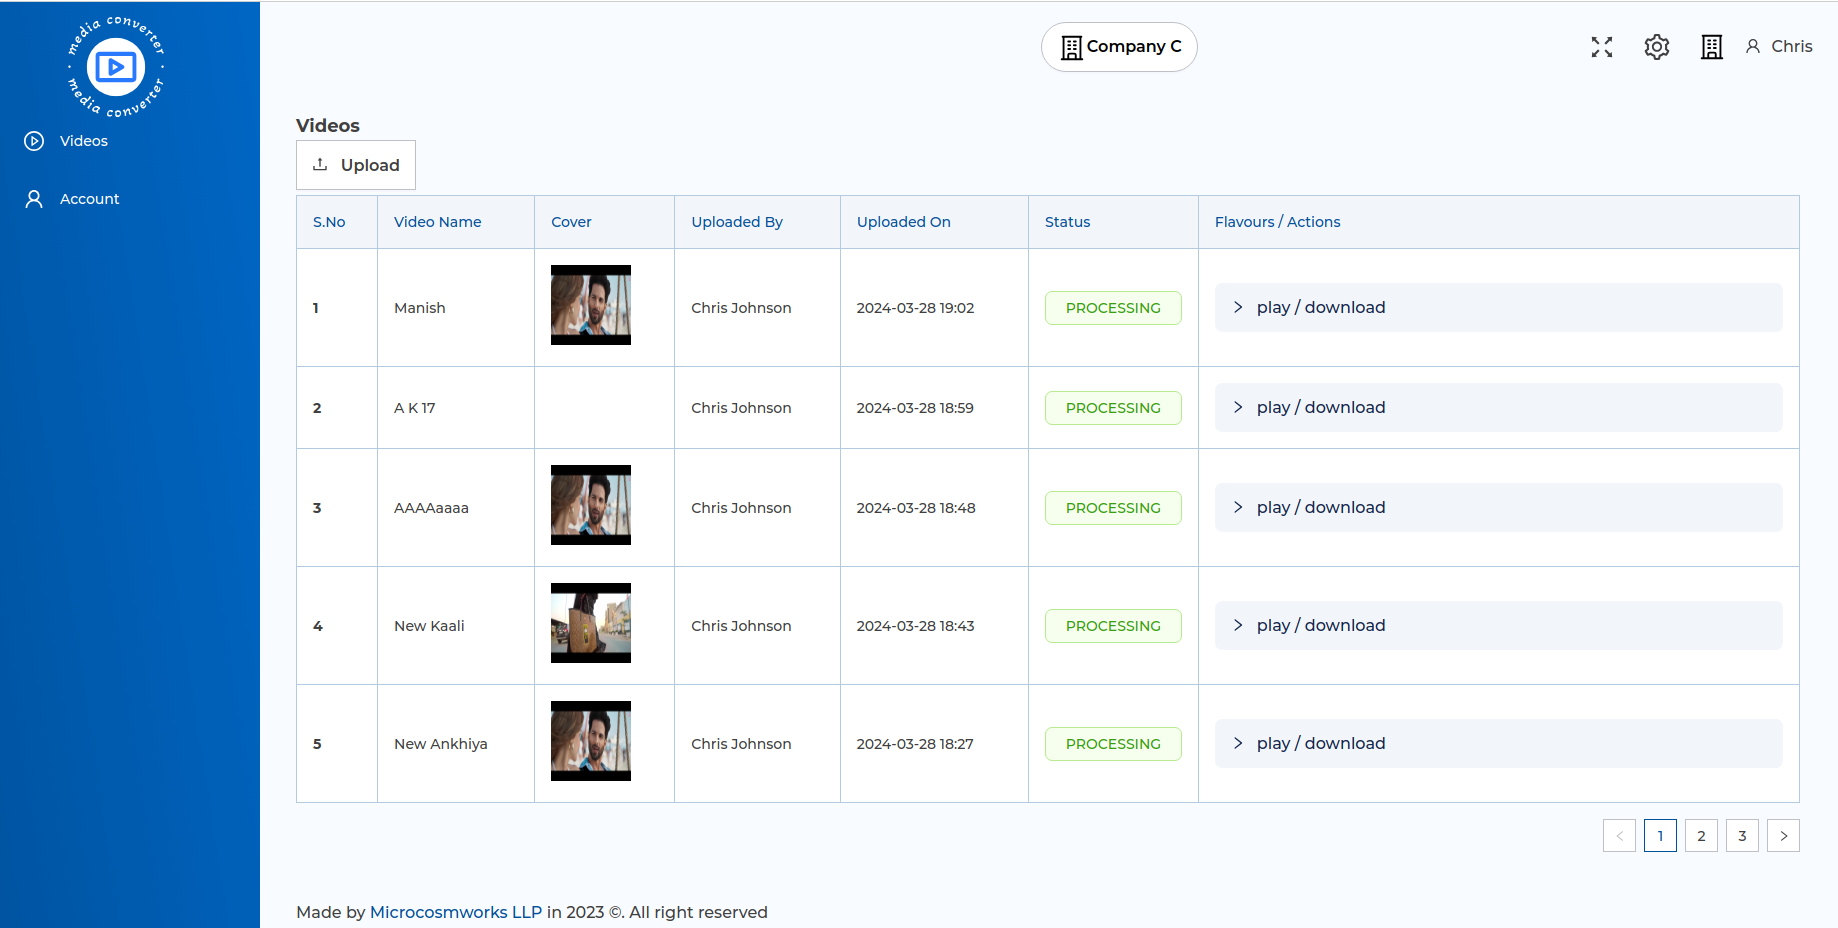 media converter
media converter
Videos
Account
Company C
Chris
Videos
Upload
S.No Video Name Cover Uploaded By Uploaded On Status Flavours / Actions
1 Manish Chris Johnson 2024-03-28 19:02 PROCESSING play / download
2 A K 17 Chris Johnson 2024-03-28 18:59 PROCESSING play / download
3 AAAAaaaa Chris Johnson 2024-03-28 18:48 PROCESSING play / download
4 New Kaali Chris Johnson 2024-03-28 18:43 PROCESSING play / download
5 New Ankhiya Chris Johnson 2024-03-28 18:27 PROCESSING play / download
< 1 2 3 >
Made by Microcosmworks LLP in 2023 ©. All right reserved